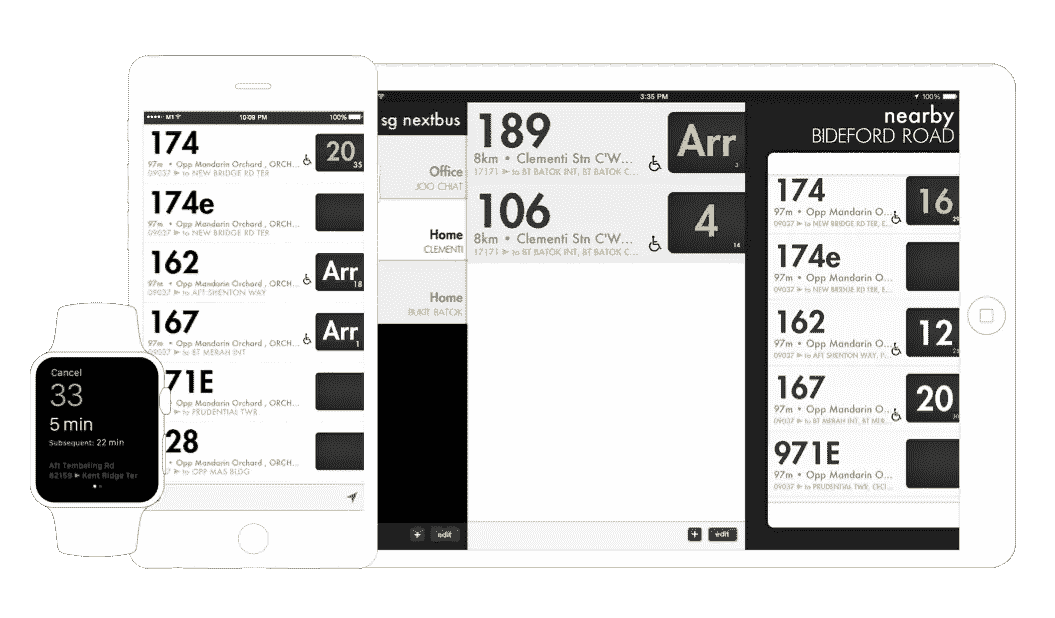 M1
10:09 PM
100%
174
20
35
97m • Opp Mandarin Orchard , ORCH...
09037 ► to NEW BRIDGE RD TER
174e
97m • Opp Mandarin Orchard , ORCH...
09037 ► to NEW BRIDGE RD TER
162
Arr
18
97m • Opp Mandarin Orchard , ORCH...
09037 ► to AFT SHENTON WAY
167
Arr
1
97m • Opp Mandarin Orchard , ORCH...
09037 ► to BT MERAH INT
71E
97m • Opp Mandarin Orchard , ORCH...
► to PRUDENTIAL TWR
28
97m • Opp Mandarin Orchard , ORCH...
► to OPP MAS BLDG
Cancel
33
5 min
Subsequent: 22 min
Aft Tembeling Rd
82159 ► Kent Ridge Ter
sg nextbus
Office
JOO CHIAT
Home
CLEMENTI
Home
BUKIT BATOK
+ edit
3:35 PM
100%
189
Arr
3
8km • Clementi Stn C'W...
17171 ► to BT BATOK INT, BT BATOK C...
106
4
14
8km • Clementi Stn C'W...
17171 ► to BT BATOK INT, BT BATOK C...
+ edit
nearby
BIDEFORD ROAD
174
16
97m • Opp Mandarin O...
09037 ► to NEW BRIDGE RD TER, E...
174e
97m • Opp Mandarin O...
09037 ► to NEW BRIDGE RD TER, E...
162
12
97m • Opp Mandarin O...
09037 ► to AFT SHENTON WAY, P...
167
20
97m • Opp Mandarin O...
09037 ► to BT MERAH INT, BT MER...
971E
97m • Opp Mandarin O...
09037 ► to PRUDENTIAL TWR, CECI...